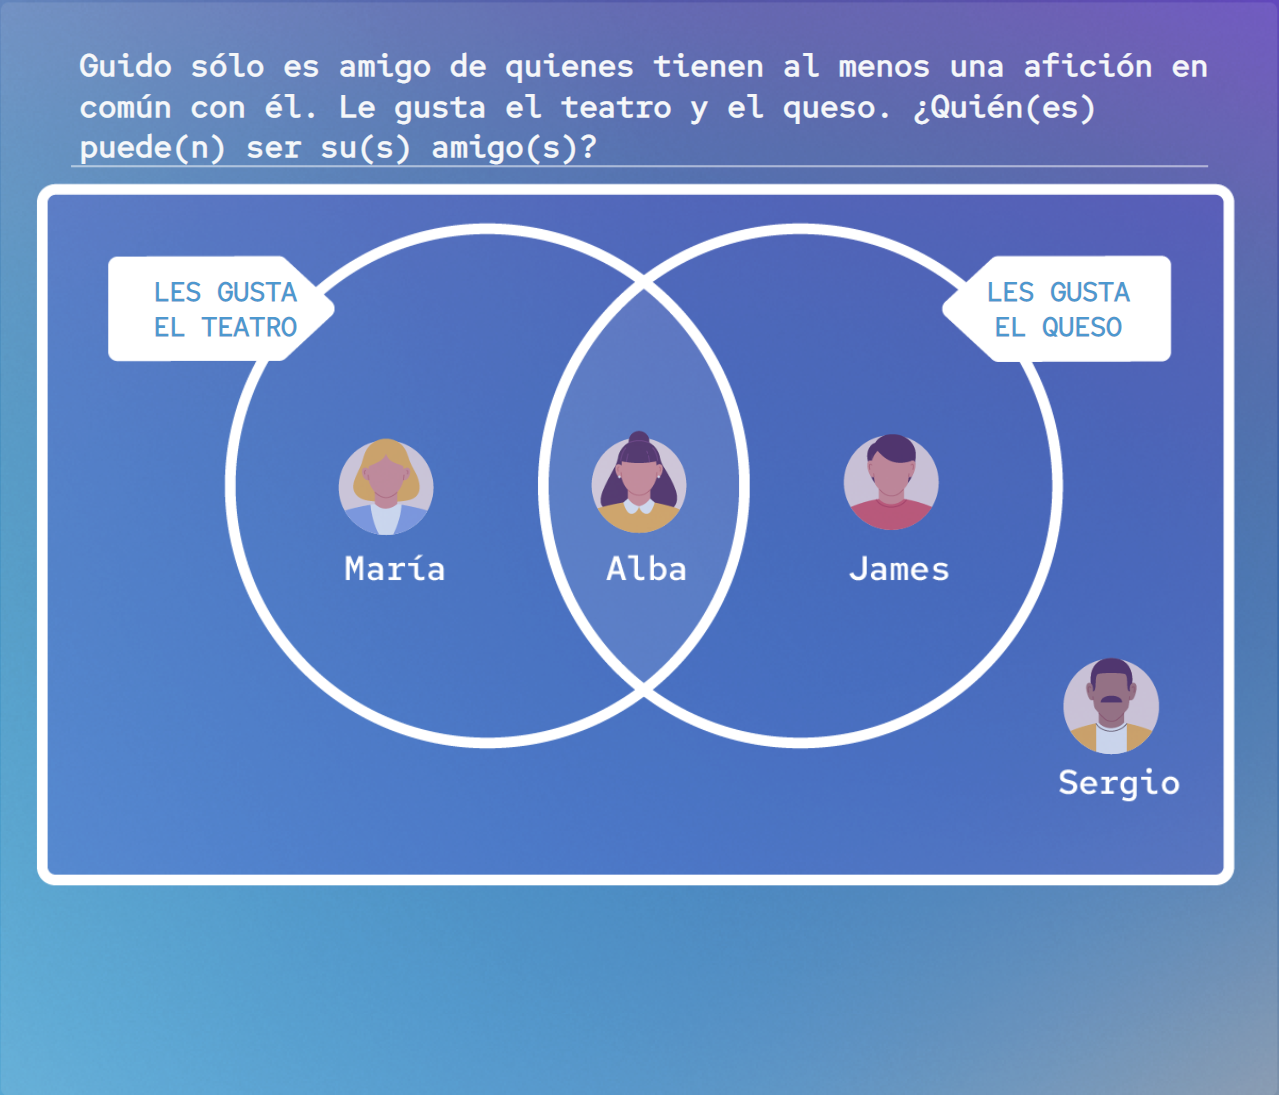 Guido sólo es amigo de quienes tienen al menos una afición en
común con él. Le gusta el teatro y el queso. ¿Quién(es)
puede(n) ser su(s) amigo(s)?
LES GUSTA
EL TEATRO
LES GUSTA
EL QUESO
María
Alba
James
Sergio